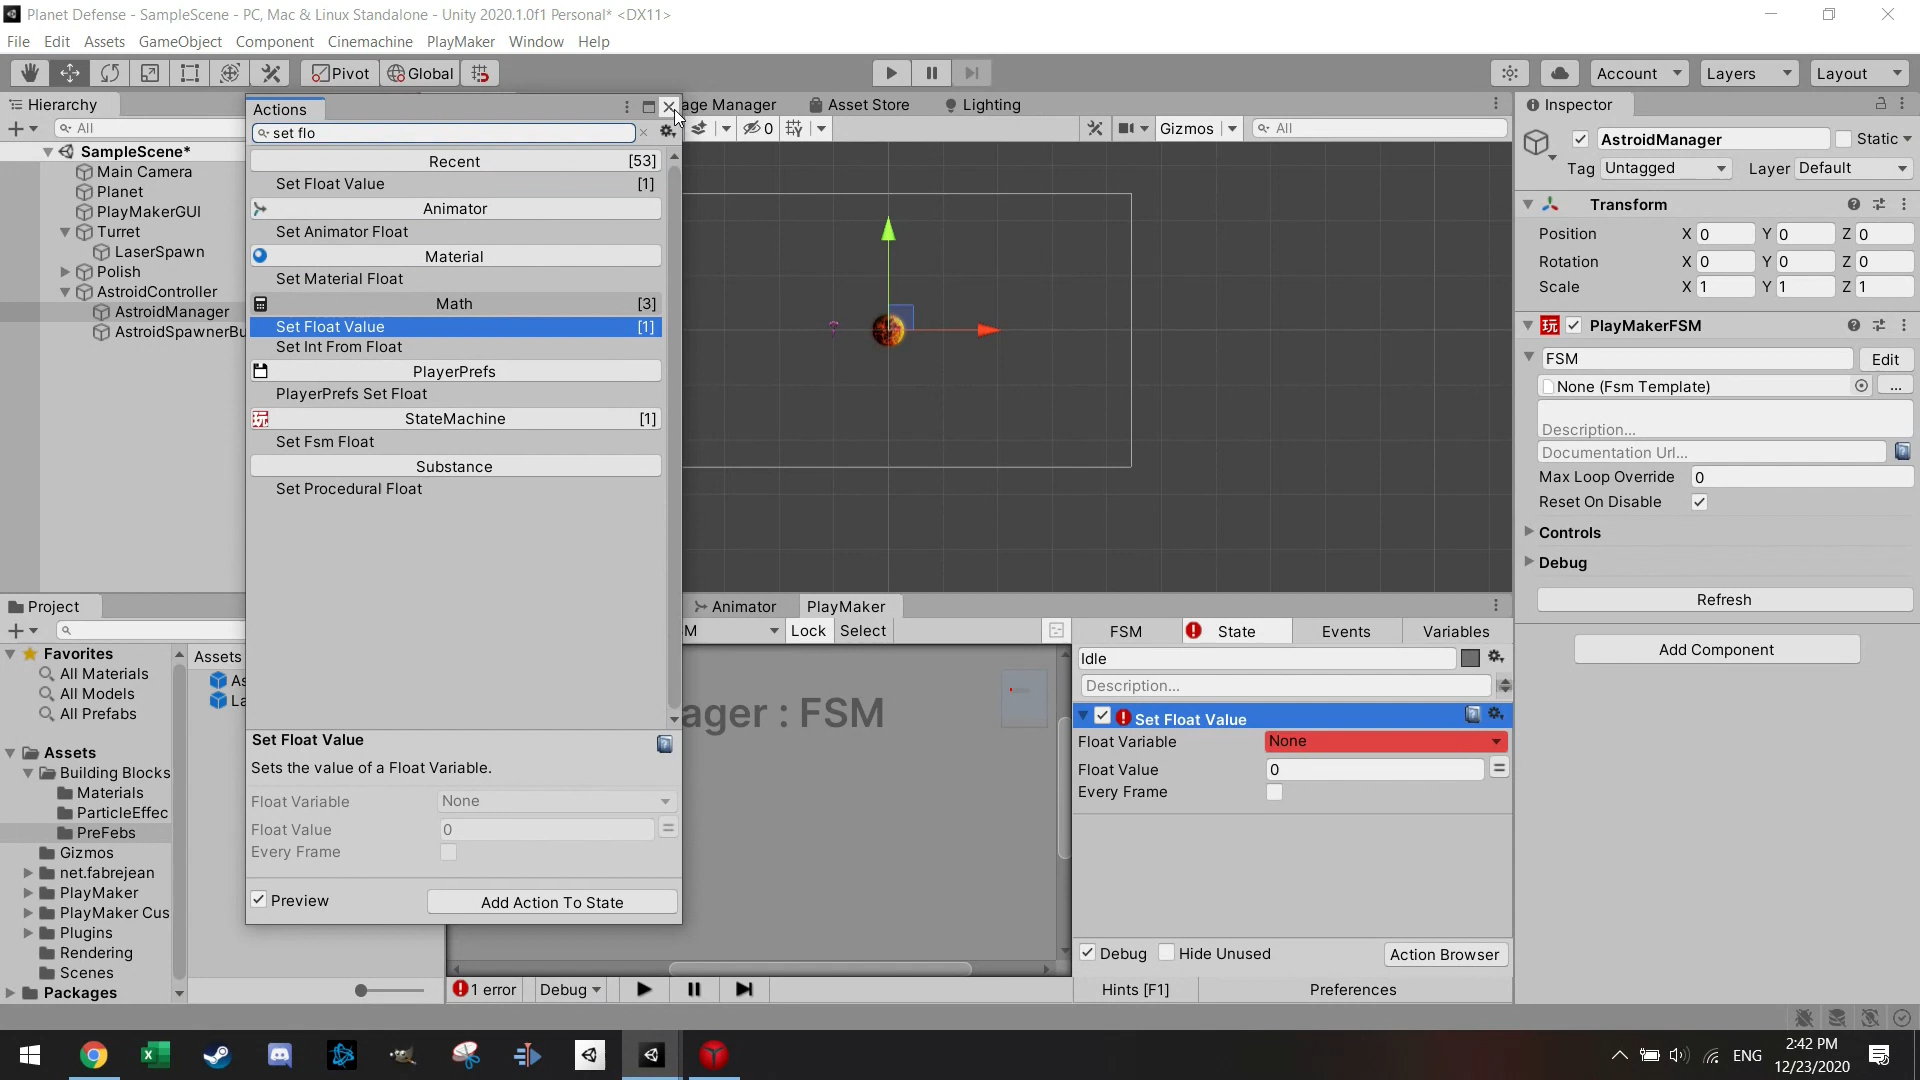 Planet Defense - SampleScene - PC, Mac & Linux Standalone - Unity 2020.1.0f1 Personal* <DX11>
File Edit Assets GameObject Component Cinemachine PlayMaker Window Help
Pivot Global Account Layers Layout
Hierarchy
All
SampleScene*
Main Camera
Planet
PlayMakerGUI
Turret
LaserSpawn
Polish
AstroidController
AstroidManager
AstroidSpawnerBu
Actions
set flo
Recent [53]
Set Float Value [1]
Animator
Set Animator Float
Material
Set Material Float
Math [3]
Set Float Value [1]
Set Int From Float
PlayerPrefs
PlayerPrefs Set Float
StateMachine [1]
玩
Set Fsm Float
Substance
Set Procedural Float
Set Float Value
Sets the value of a Float Variable.
Float Variable None
Float Value 0
Every Frame
Preview Add Action To State
age Manager Asset Store Lighting
0 Gizmos All
Inspector
AstroidManager Static
Tag Untagged Layer Default
Transform
Position X 0 Y 0 Z 0
Rotation X 0 Y 0 Z 0
Scale X 1 Y 1 Z 1
玩 PlayMakerFSM
FSM Edit
None (Fsm Template) ...
Description...
Documentation Url...
Max Loop Override 0
Reset On Disable
Controls
Debug
Refresh
Add Component
Project
Favorites
All Materials
All Models
All Prefabs
Assets
Building Blocks
Materials
ParticleEffec
PreFebs
Gizmos
net.fabrejean
PlayMaker
PlayMaker Cus
Plugins
Rendering
Scenes
Packages
Assets
As
La
Animator PlayMaker
M Lock Select
ager : FSM
FSM State Events Variables
Idle
Description...
Set Float Value
Float Variable None
Float Value 0 =
Every Frame
Debug Hide Unused Action Browser
1 error Debug Hints [F1] Preferences
ENG 2:42 PM
12/23/2020